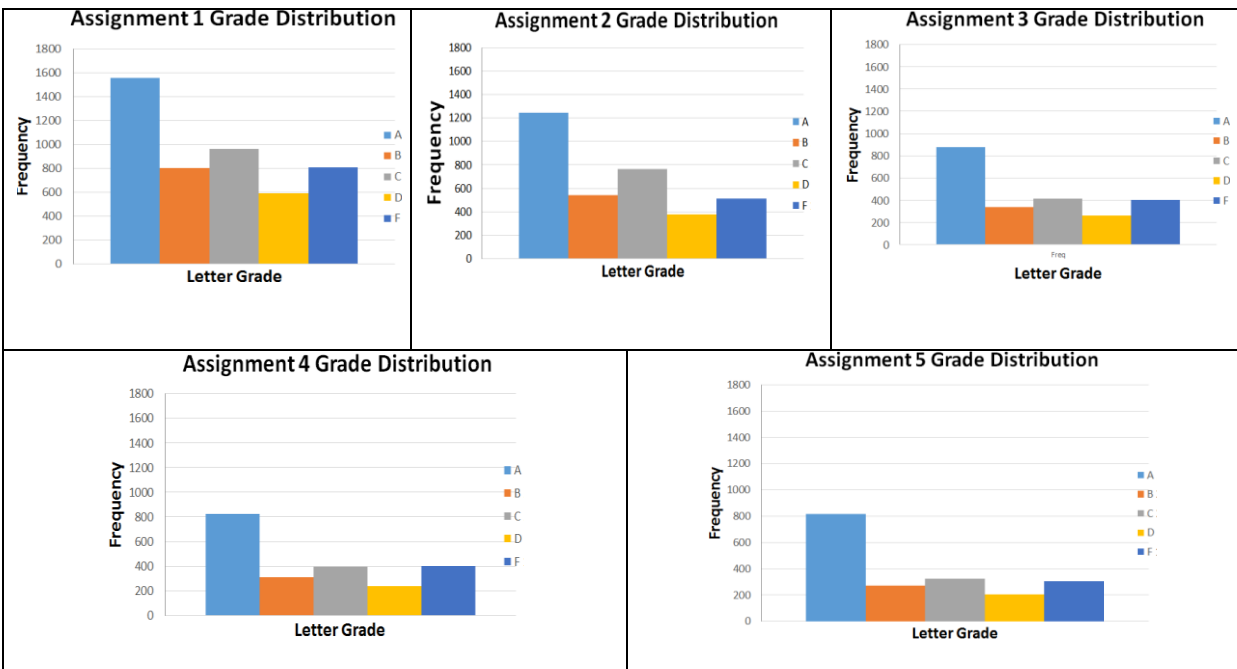 Assignment 1 Grade Distribution
1800
1600
1400
1200
1000
800
600
400
200
0
Frequency
Letter Grade
A
B
C
D
F
Assignment 2 Grade Distribution
1800
1600
1400
1200
1000
800
600
400
200
0
Frequency
Letter Grade
A
B
C
D
F
Assignment 3 Grade Distribution
1800
1600
1400
1200
1000
800
600
400
200
0
Frequency
Freq
Letter Grade
A
B
C
D
F
Assignment 4 Grade Distribution
1800
1600
1400
1200
1000
800
600
400
200
0
Frequency
Letter Grade
A
B
C
D
F
Assignment 5 Grade Distribution
1800
1600
1400
1200
1000
800
600
400
200
0
Frequency
Letter Grade
A
B
C
D
F